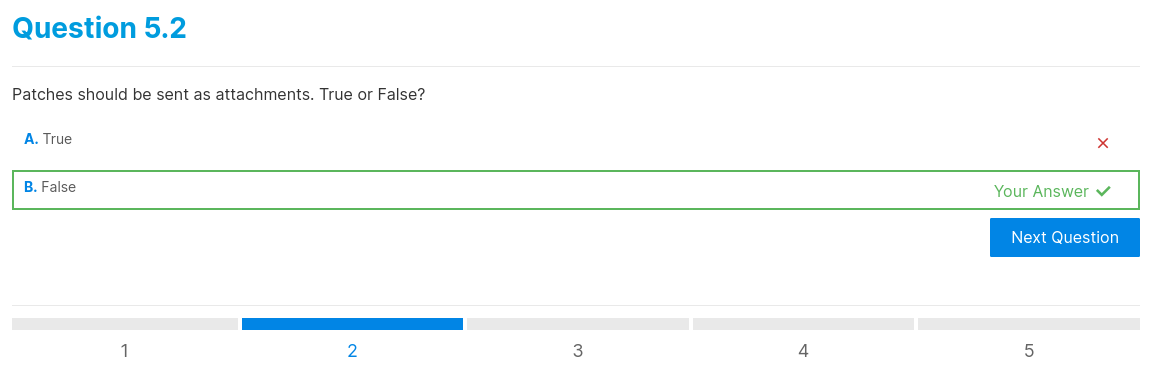 Question 5.2
Patches should be sent as attachments. True or False?
A. True
B. False Your Answer
Next Question
1 2 3 4 5